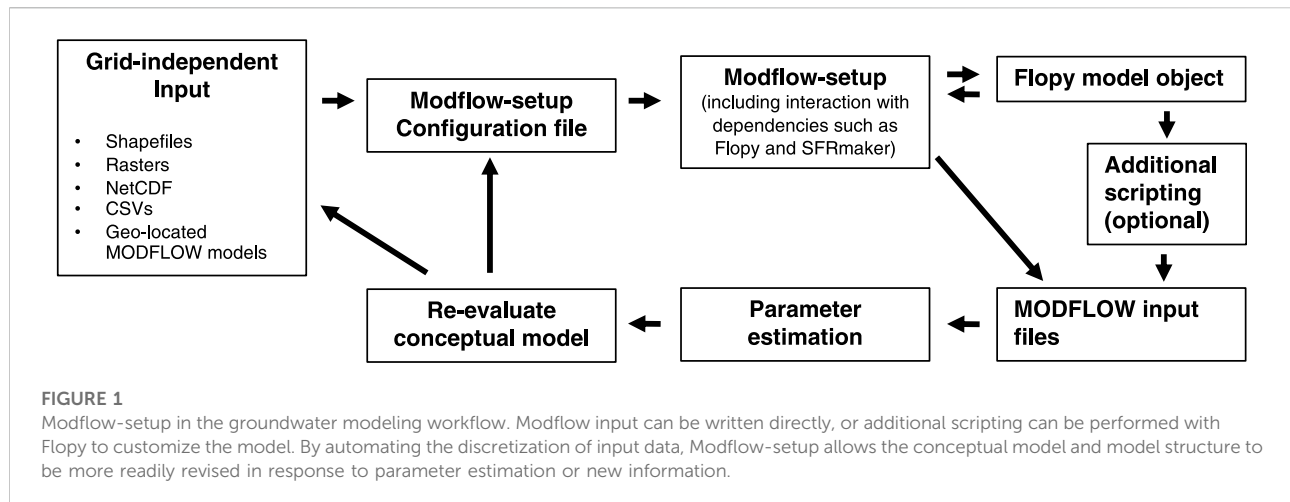 Grid-independent
Input
• Shapefiles
• Rasters
• NetCDF
• CSVs
• Geo-located
MODFLOW models
Modflow-setup
Configuration file
Modflow-setup
(including interaction with
dependencies such as
Flopy and SFRmaker)
Flopy model object
Additional
scripting
(optional)
MODFLOW input
files
Parameter
estimation
Re-evaluate
conceptual model
FIGURE 1
Modflow-setup in the groundwater modeling workflow. Modflow input can be written directly, or additional scripting can be performed with
Flopy to customize the model. By automating the discretization of input data, Modflow-setup allows the conceptual model and model structure to
be more readily revised in response to parameter estimation or new information.